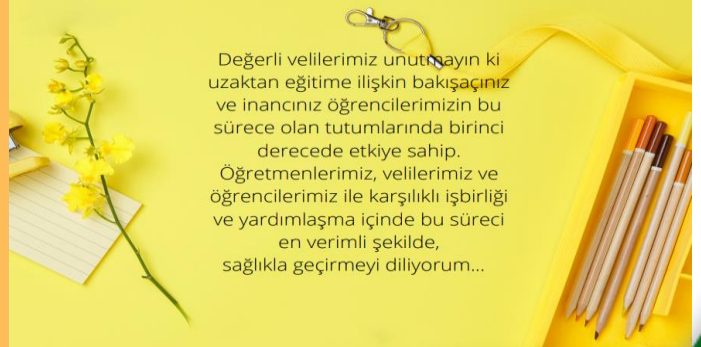 Değerli velilerimiz unutmayın ki
uzaktan eğitime ilişkin bakışaçınız
ve inancınız öğrencilerimizin bu
sürece olan tutumlarında birinci
derecede etkiye sahip.
Öğretmenlerimiz, velilerimiz ve
öğrencilerimiz ile karşılıklı işbirliği
ve yardımlaşma içinde bu süreci
en verimli şekilde,
sağlıkla geçirmeyi diliyorum...